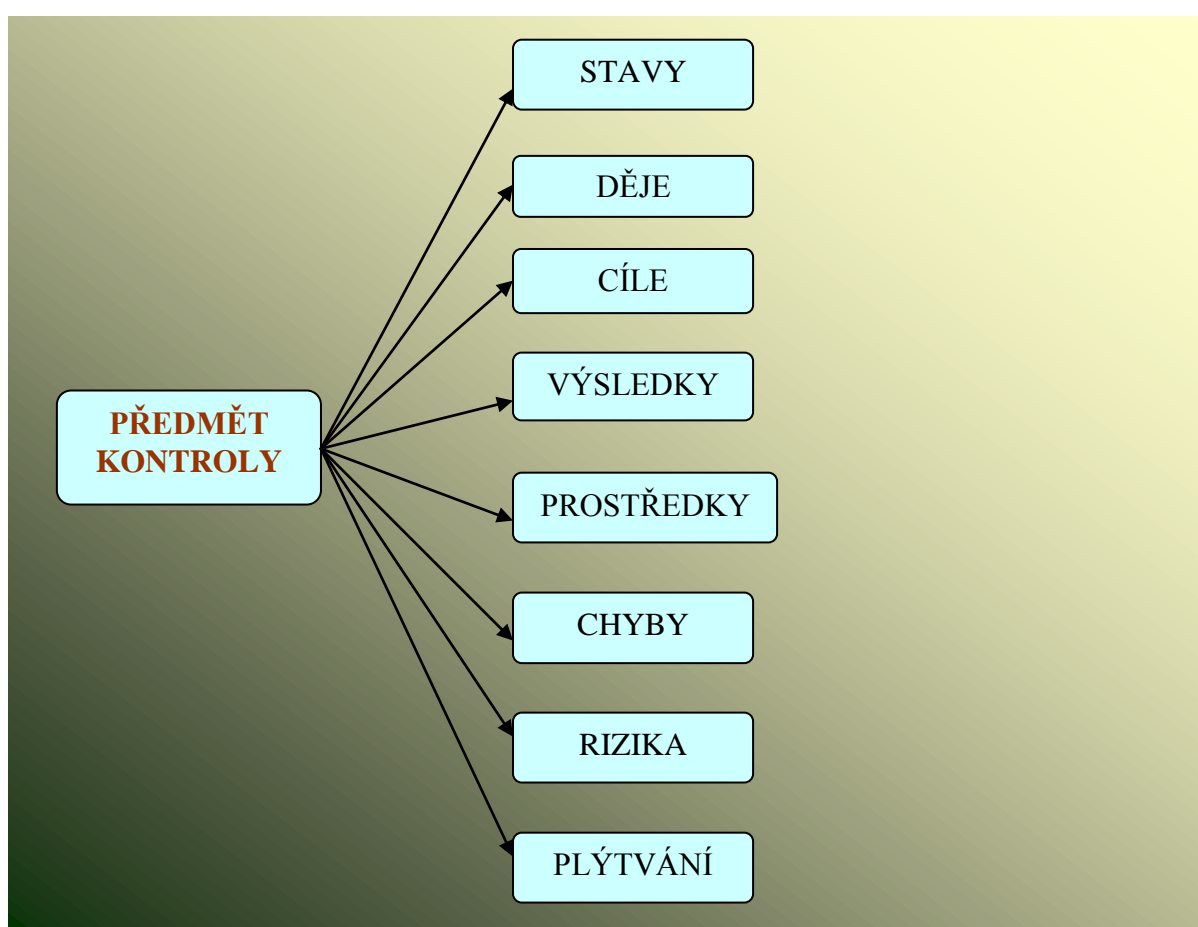 STAVY
DĚJE
CÍLE
VÝSLEDKY
PŘEDMĚT
KONTROLY
PROSTŘEDKY
CHYBY
RIZIKA
PLÝTVÁNÍ